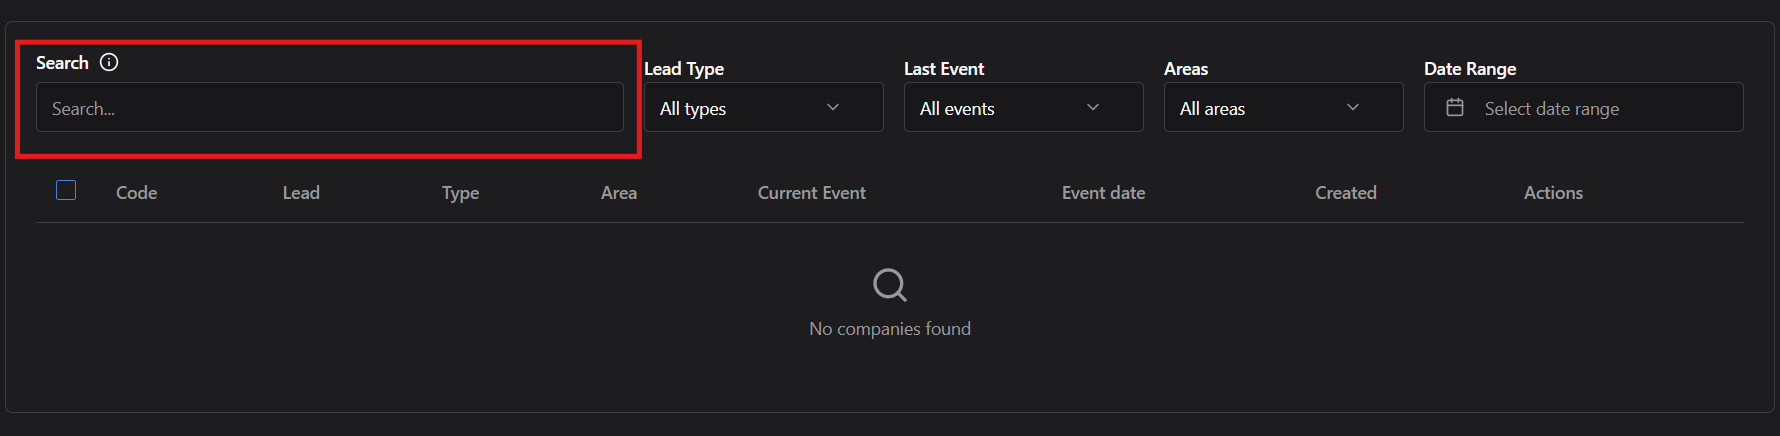 Search
Search...
Lead Type
All types
Last Event
All events
Areas
All areas
Date Range
Select date range
Code Lead Type Area Current Event Event date Created Actions
No companies found